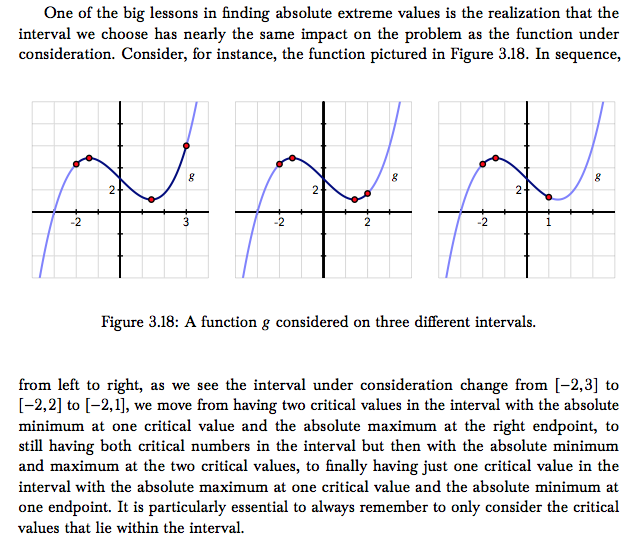 One of the big lessons in finding absolute extreme values is the realization that the
interval we choose has nearly the same impact on the problem as the function under
consideration. Consider, for instance, the function pictured in Figure 3.18. In sequence,
g g g
2 2 2
-2 3 -2 2 -2 1
Figure 3.18: A function g considered on three different intervals.
from left to right, as we see the interval under consideration change from [−2,3] to
[−2,2] to [−2,1], we move from having two critical values in the interval with the absolute
minimum at one critical value and the absolute maximum at the right endpoint, to
still having both critical numbers in the interval but then with the absolute minimum
and maximum at the two critical values, to finally having just one critical value in the
interval with the absolute maximum at one critical value and the absolute minimum at
one endpoint. It is particularly essential to always remember to only consider the critical
values that lie within the interval.